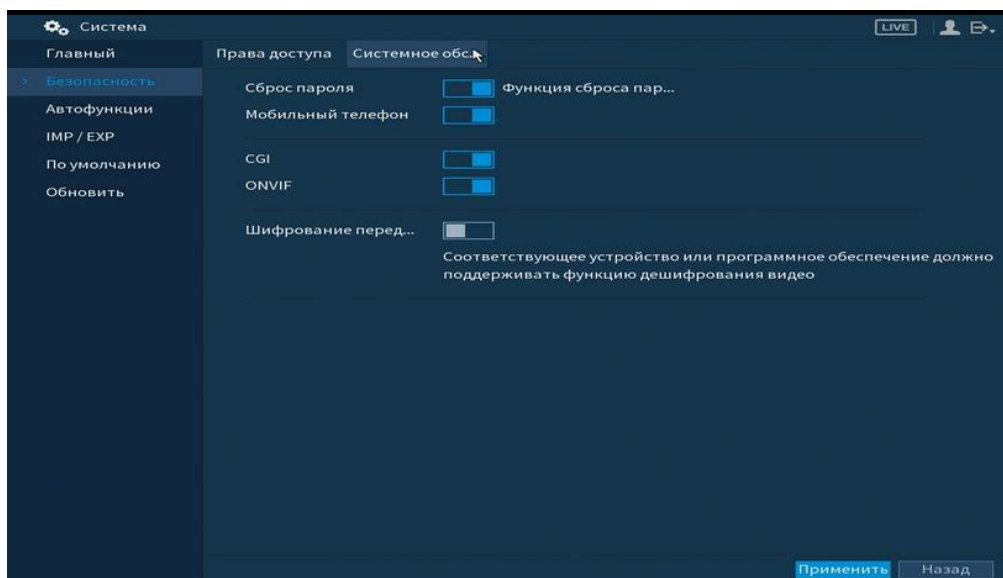 Система
LIVE
Главный
Безопасность
Автофункции
IMP / EXP
По умолчанию
Обновить
Права доступа
Системное обс..
Сброс пароля
Функция сброса пар...
Мобильный телефон
CGI
ONVIF
Шифрование перед...
Соответствующее устройство или программное обеспечение должно
поддерживать функцию дешифрования видео
Применить
Назад